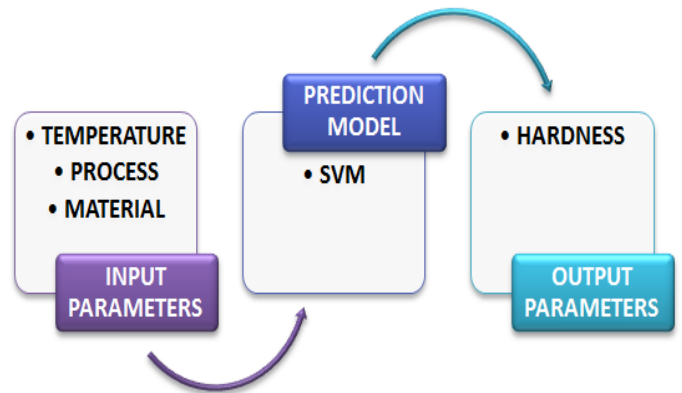 • TEMPERATURE
• PROCESS
• MATERIAL
INPUT
PARAMETERS
PREDICTION
MODEL
• SVM
• HARDNESS
OUTPUT
PARAMETERS